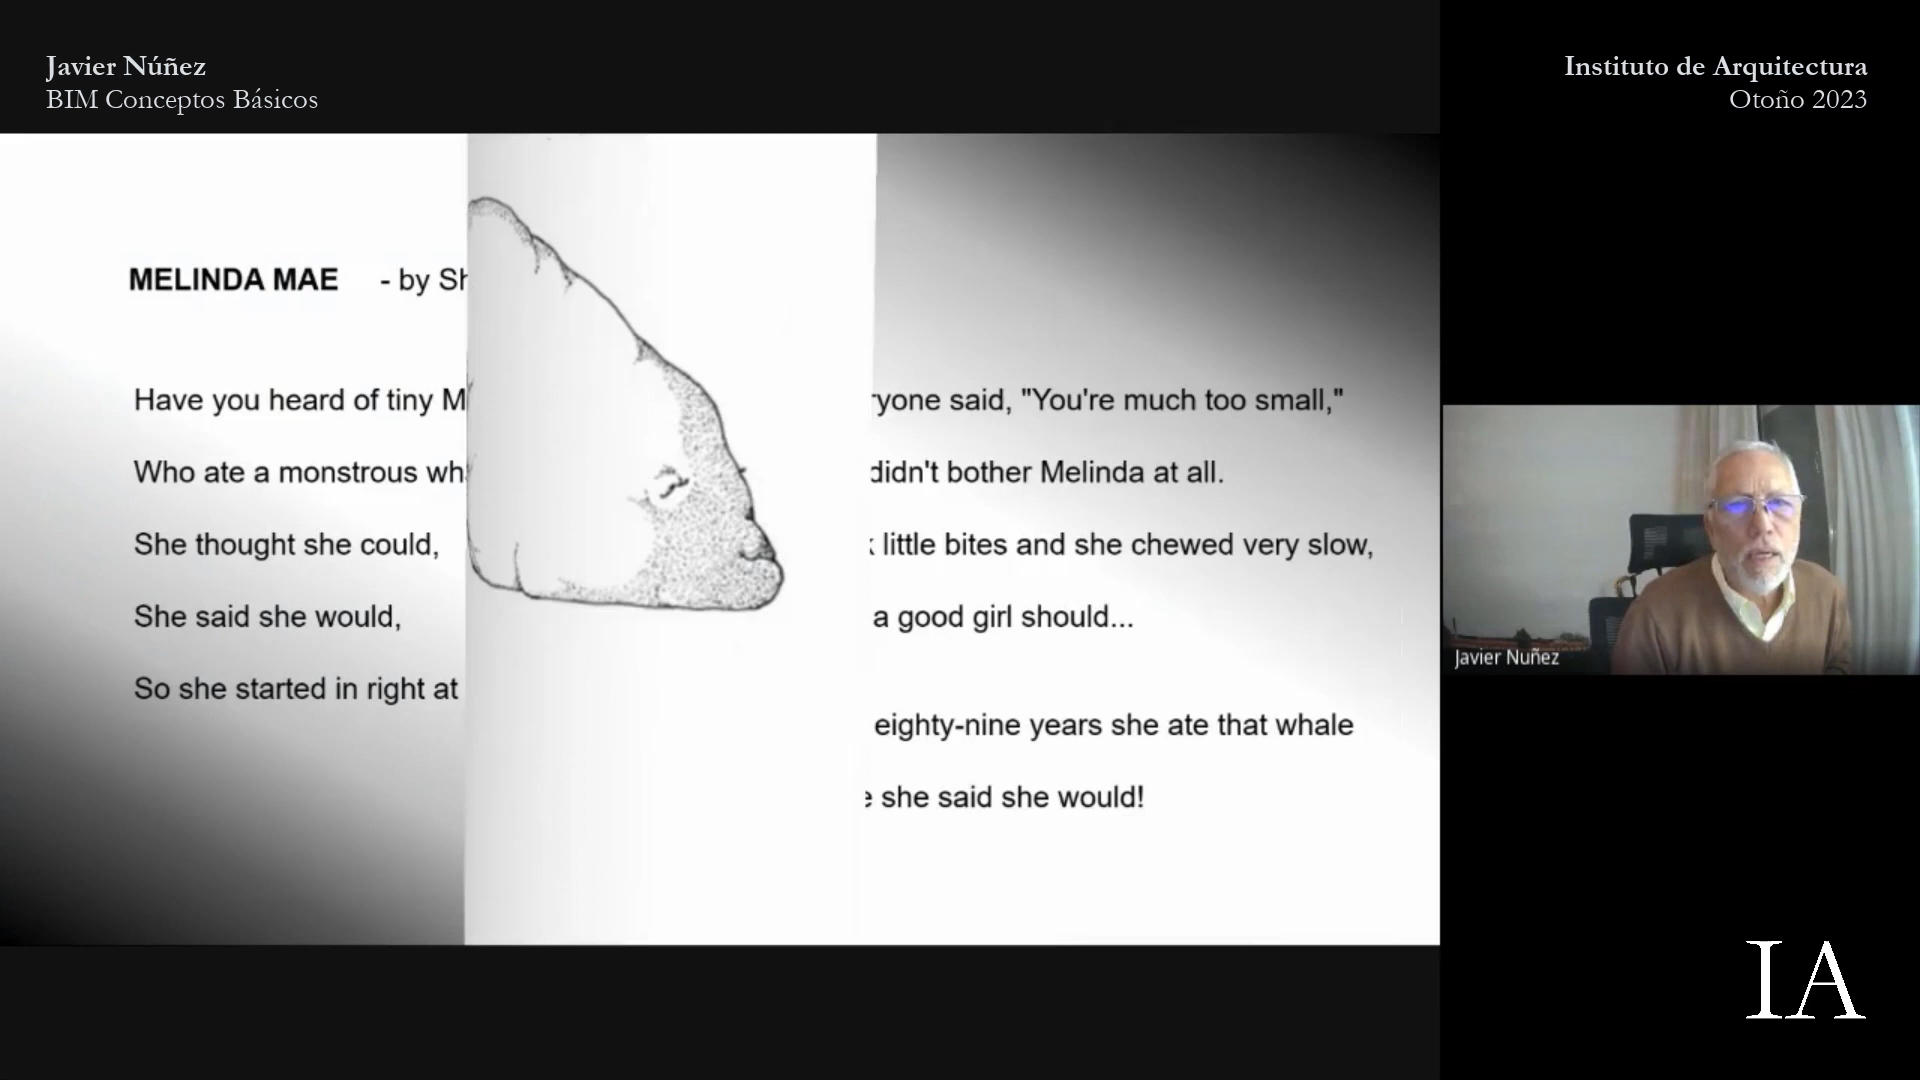 Javier Núñez
BIM Conceptos Básicos
Instituto de Arquitectura
Otoño 2023
MELINDA MAE - by
Have you heard of tiny
Who ate a monstrous
She thought she could,
She said she would,
So she started in right at
said, "You're much too small,"
didn't bother Melinda at all.
little bites and she chewed very slow,
a good girl should...
eighty-nine years she ate that whale
she said she would!
Javier Nuñez
IA